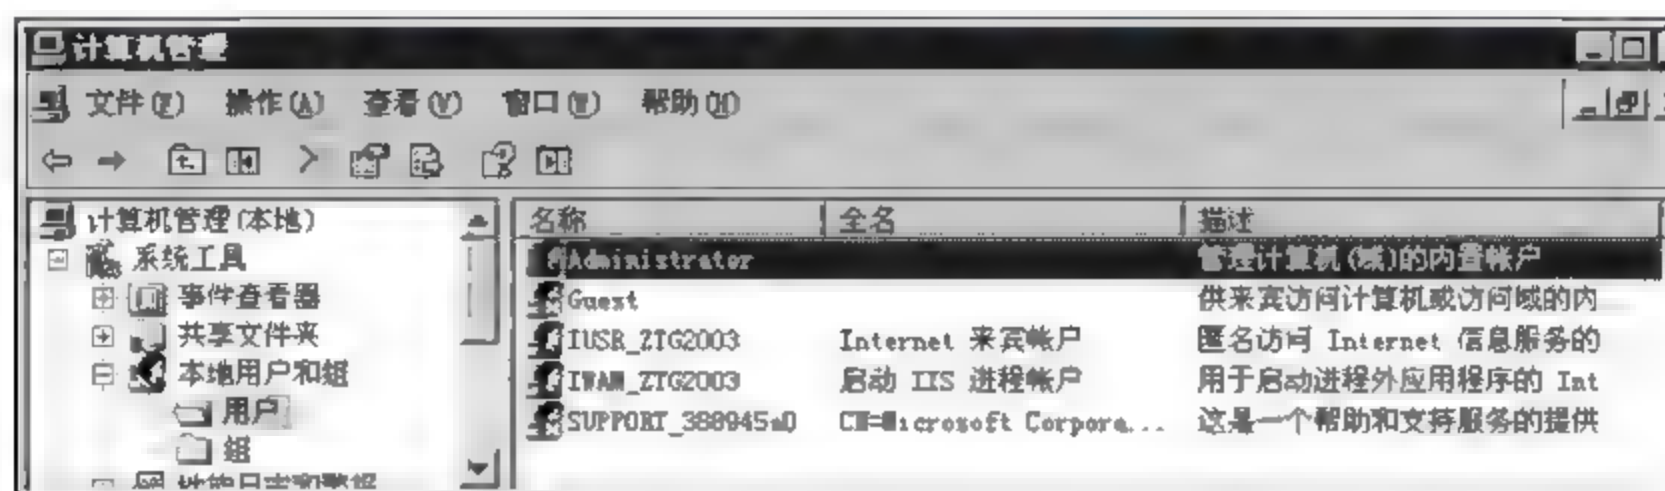 计算机管理
文件(F) 操作(A) 查看(V) 窗口(W) 帮助(H)
计算机管理(本地)
系统工具
事件查看器
共享文件夹
本地用户和组
用户
组
性能日志和警报
名称 全名 描述
Administrator 管理计算机(域)的内置帐户
Guest 供来宾访问计算机或访问域的内
IUSR_ZTG2003 Internet 来宾帐户 匿名访问 Internet 信息服务的
IWAM_ZTG2003 启动 IIS 进程帐户 用于启动进程外应用程序的 Int
SUPPORT_388945a0 CN=Microsoft Corpora... 这是一个帮助和支持服务的提供